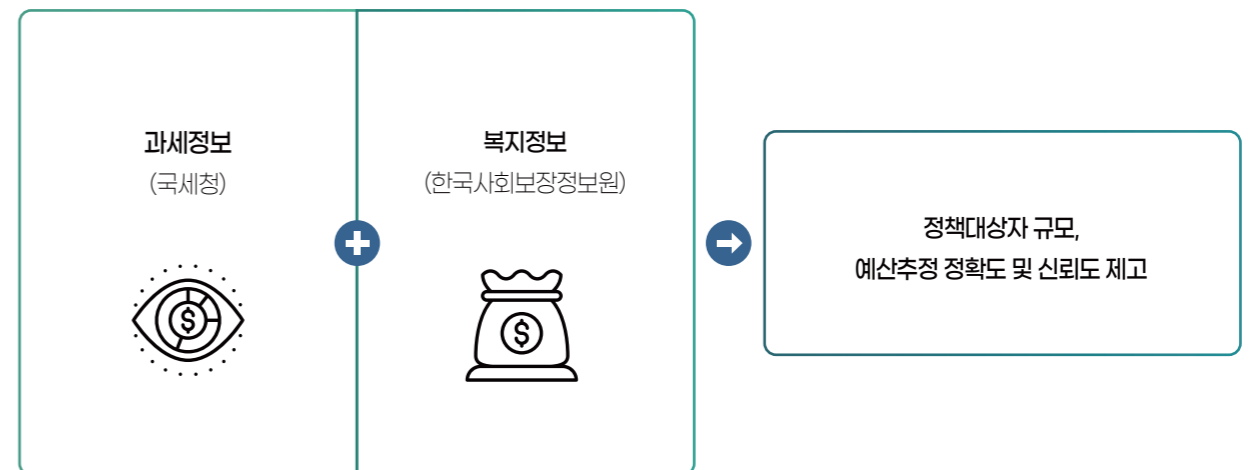 과세정보
(국세청)
복지정보
(한국사회보장정보원)
정책대상자 규모,
예산추정 정확도 및 신뢰도 제고